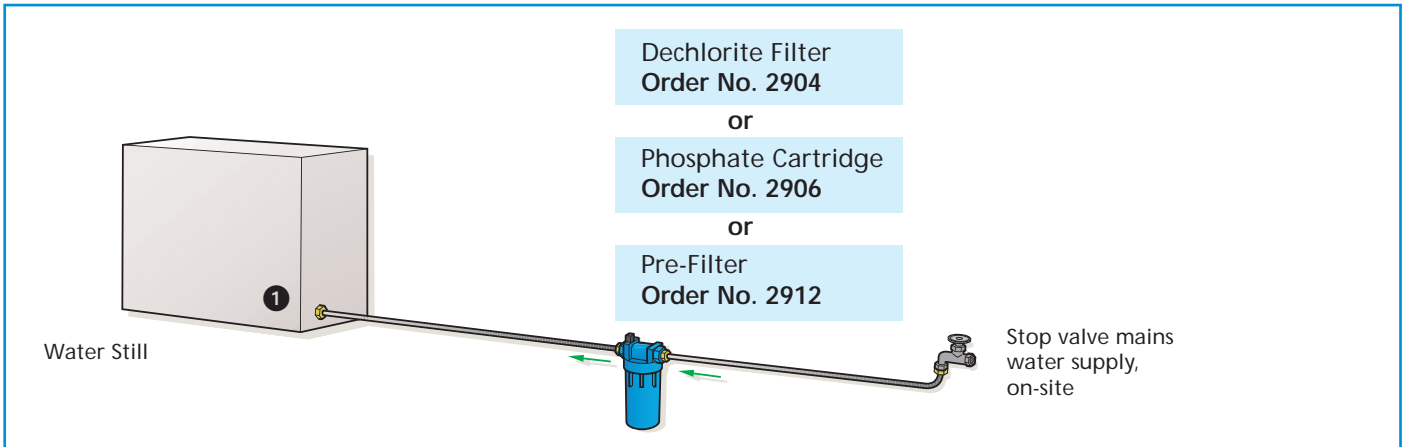 Dechlorite Filter
Order No. 2904
or
Phosphate Cartridge
Order No. 2906
or
Pre-Filter
Order No. 2912
1
Water Still
Stop valve mains
water supply,
on-site